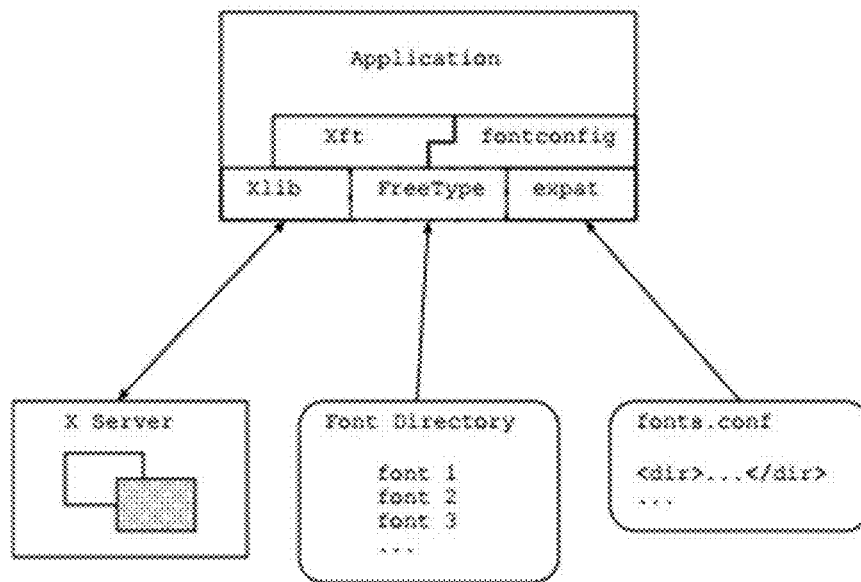 Application
Xft
fontconfig
Xlib
FreeType
expat
X Server
Font Directory
font 1
font 2
font 3
...
fonts.conf
<dir>...</dir>
...